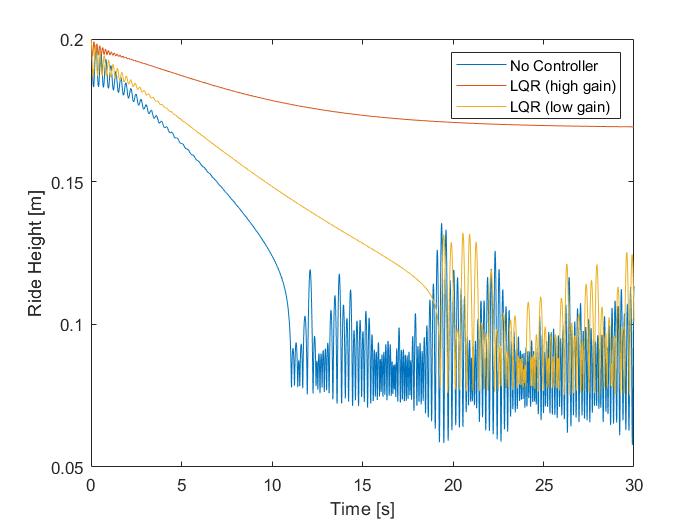 0.2
0.15
0.1
0.05
Ride Height [m]
No Controller
LQR (high gain)
LQR (low gain)
0 5 10 15 20 25 30
Time [s]